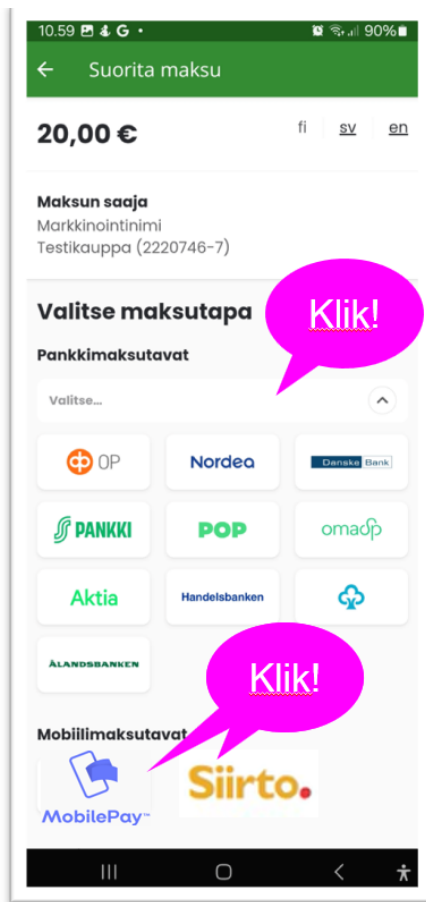 10.59 G • 90%
Suorita maksu
20,00 €
fi sv en
Maksun saaja
Markkinointinimi
Testikauppa (2220746-7)
Valitse maksutapa
Klik!
Pankkimaksutavat
Valitse...
OP Nordea Danske Bank
PANKKI POP omasp
Aktia Handelsbanken
ÅLANDSBANKEN
Klik!
Mobiilimaksutavat
MobilePay™ Siirto.